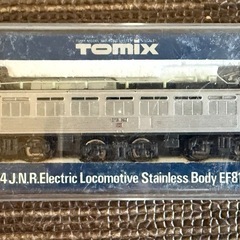 TOMIX
4 J.N.R.Electric Locomotive Stainless Body EF81